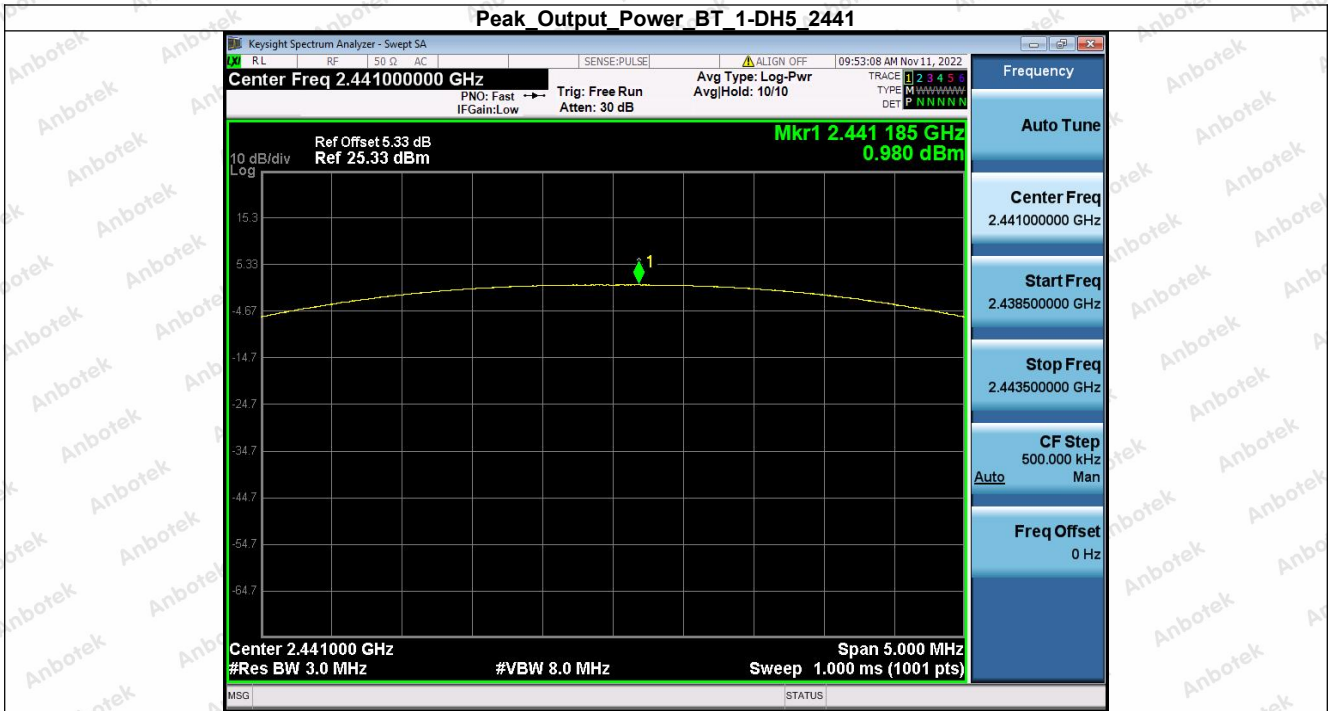 Peak_Output_Power_BT_1-DH5_2441
Keysight Spectrum Analyzer - Swept SA
LXI RL RF 50 Ω AC SENSE:PULSE ALIGN OFF 09:53:08 AM Nov 11, 2022
Center Freq 2.441000000 GHz
PNO: Fast
IFGain:Low
Trig: Free Run
Atten: 30 dB
Avg Type: Log-Pwr
Avg|Hold: 10/10
TRACE 1 2 3 4 5 6
TYPE M WWWWW
DET P N N N N N
Mkr1 2.441 185 GHz
0.980 dBm
Ref Offset 5.33 dB
Ref 25.33 dBm
10 dB/div
Log
15.3
5.33
-4.67
-14.7
-24.7
-34.7
-44.7
-54.7
-64.7
1
Center 2.441000 GHz
Span 5.000 MHz
#Res BW 3.0 MHz
#VBW 8.0 MHz
Sweep 1.000 ms (1001 pts)
MSG
STATUS
Frequency
Auto Tune
Center Freq
2.441000000 GHz
Start Freq
2.438500000 GHz
Stop Freq
2.443500000 GHz
CF Step
500.000 kHz
Auto Man
Freq Offset
0 Hz
Anbotek